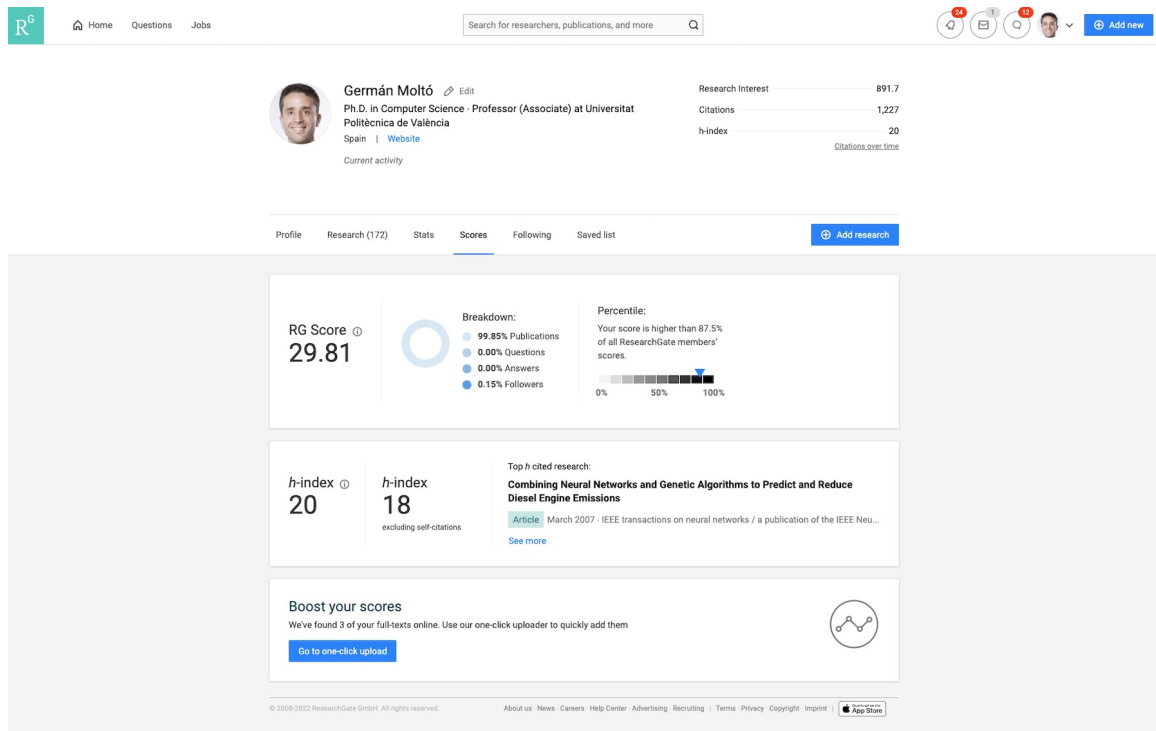 RG
Home Questions Jobs
Search for researchers, publications, and more
24 1 12
Add new
Germán Moltó Edit
Ph.D. in Computer Science · Professor (Associate) at Universitat
Politècnica de València
Spain | Website
Current activity
Research Interest 891.7
Citations 1,227
h-index 20
Citations over time
Profile Research (172) Stats Scores Following Saved list
Add research
RG Score
29.81
Breakdown:
99.85% Publications
0.00% Questions
0.00% Answers
0.15% Followers
Percentile:
Your score is higher than 87.5%
of all ResearchGate members'
scores.
0% 50% 100%
h-index
20
h-index
18
excluding self-citations
Top h cited research:
Combining Neural Networks and Genetic Algorithms to Predict and Reduce
Diesel Engine Emissions
Article March 2007 · IEEE transactions on neural networks / a publication of the IEEE Neu...
See more
Boost your scores
We've found 3 of your full-texts online. Use our one-click uploader to quickly add them
Go to one-click upload
© 2008-2022 ResearchGate GmbH. All rights reserved.
About us · News · Careers · Help Center · Advertising · Recruiting | Terms · Privacy · Copyright · Imprint |
Download on the
App Store